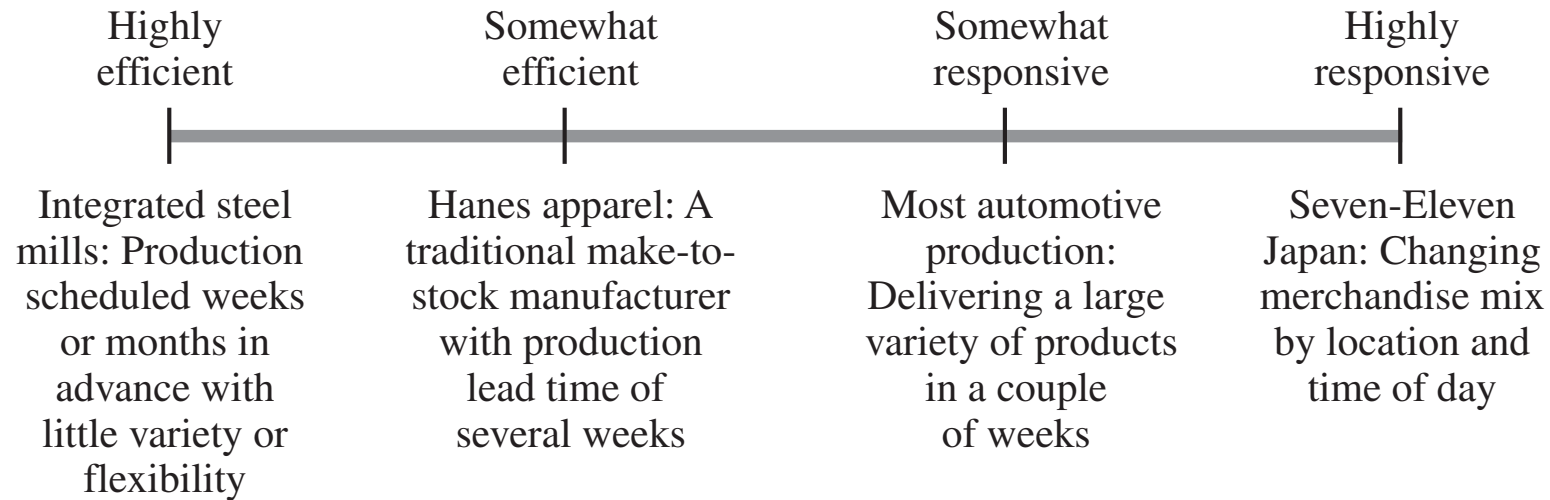 Highly
efficient
Somewhat
efficient
Somewhat
responsive
Highly
responsive
Integrated steel
mills: Production
scheduled weeks
or months in
advance with
little variety or
flexibility
Hanes apparel: A
traditional make-to-
stock manufacturer
with production
lead time of
several weeks
Most automotive
production:
Delivering a large
variety of products
in a couple
of weeks
Seven-Eleven
Japan: Changing
merchandise mix
by location and
time of day